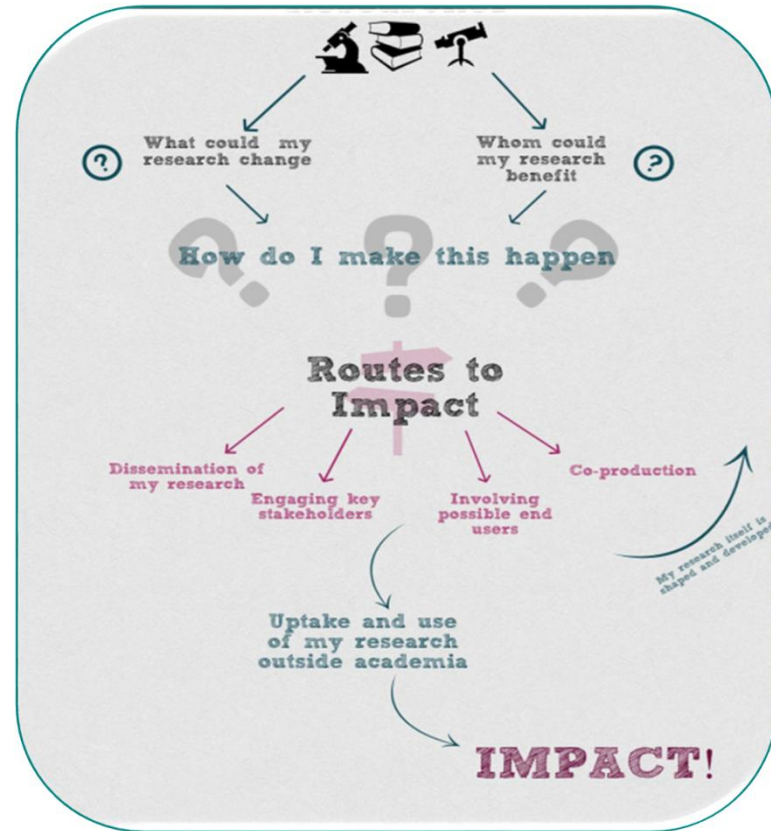 What could my
research change
?
Whom could
my research
benefit
?
How do I make this happen
? ? ?
Routes to
Impact
Dissemination of
my research
Engaging key
stakeholders
Involving
possible end
users
Co-production
My research itself is
shaped and developed
Uptake and use
of my research
outside academia
IMPACT!